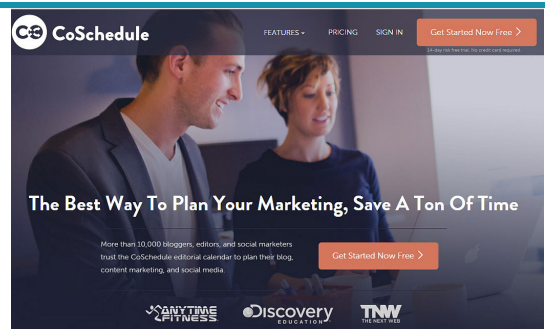 CoSchedule
FEATURES
PRICING
SIGN IN
Get Started Now Free >
14-day risk free trial. No credit card required.
The Best Way To Plan Your Marketing, Save A Ton Of Time
More than 10,000 bloggers, editors, and social marketers
trust the CoSchedule editorial calendar to plan their blog,
content marketing, and social media.
Get Started Now Free >
ANYTIME
FITNESS
DISCOVERY
EDUCATION
TNW
THE NEXT WEB